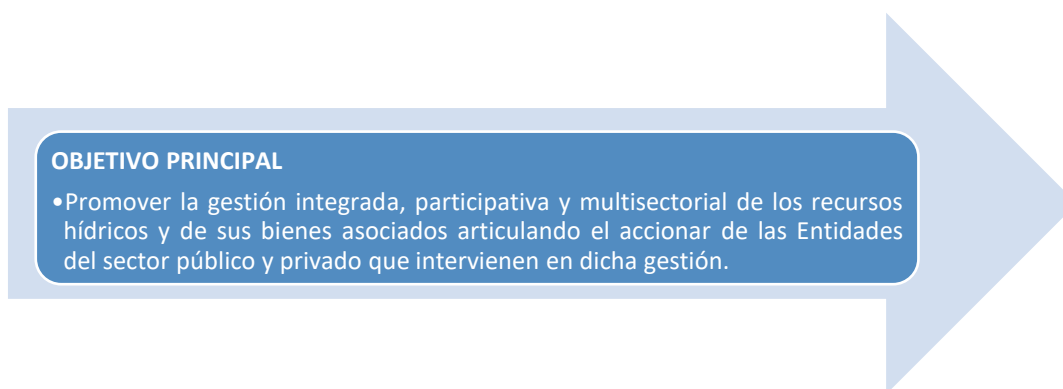 OBJETIVO PRINCIPAL
•Promover la gestión integrada, participativa y multisectorial de los recursos
hídricos y de sus bienes asociados articulando el accionar de las Entidades
del sector público y privado que intervienen en dicha gestión.